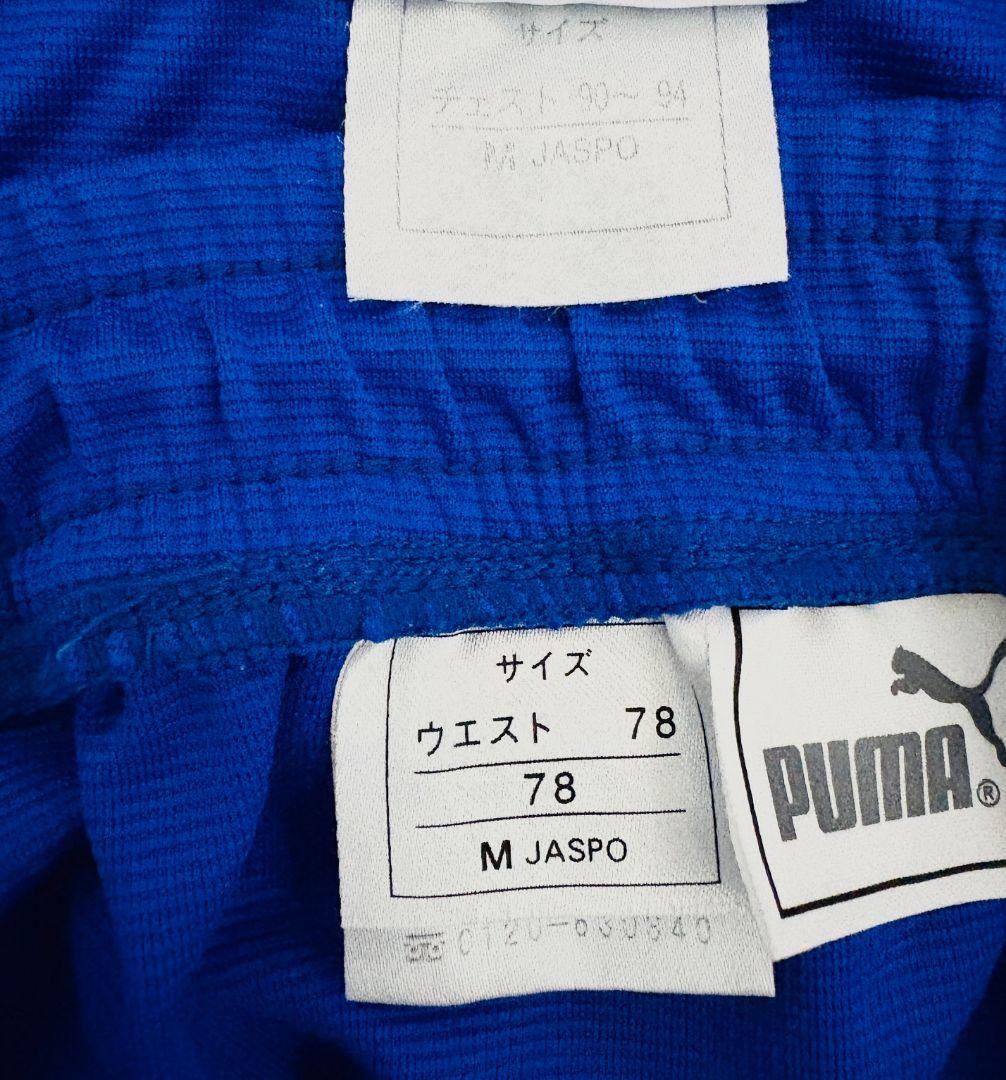 サイズ
チェスト 90〜94
M JASPO
サイズ
ウエスト 78
78
M JASPO
PUMA®